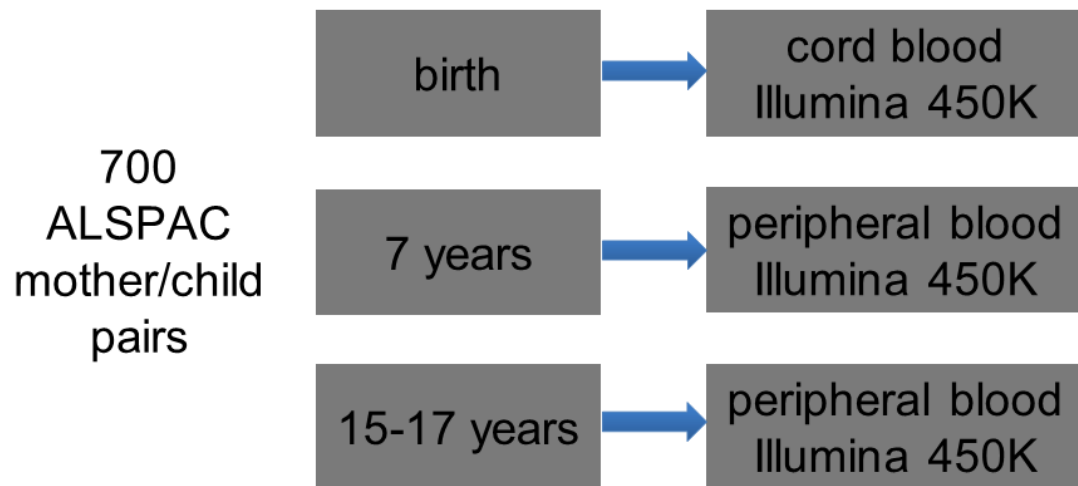 700
ALSPAC
mother/child
pairs
birth
cord blood
Illumina 450K
7 years
peripheral blood
Illumina 450K
15-17 years
peripheral blood
Illumina 450K